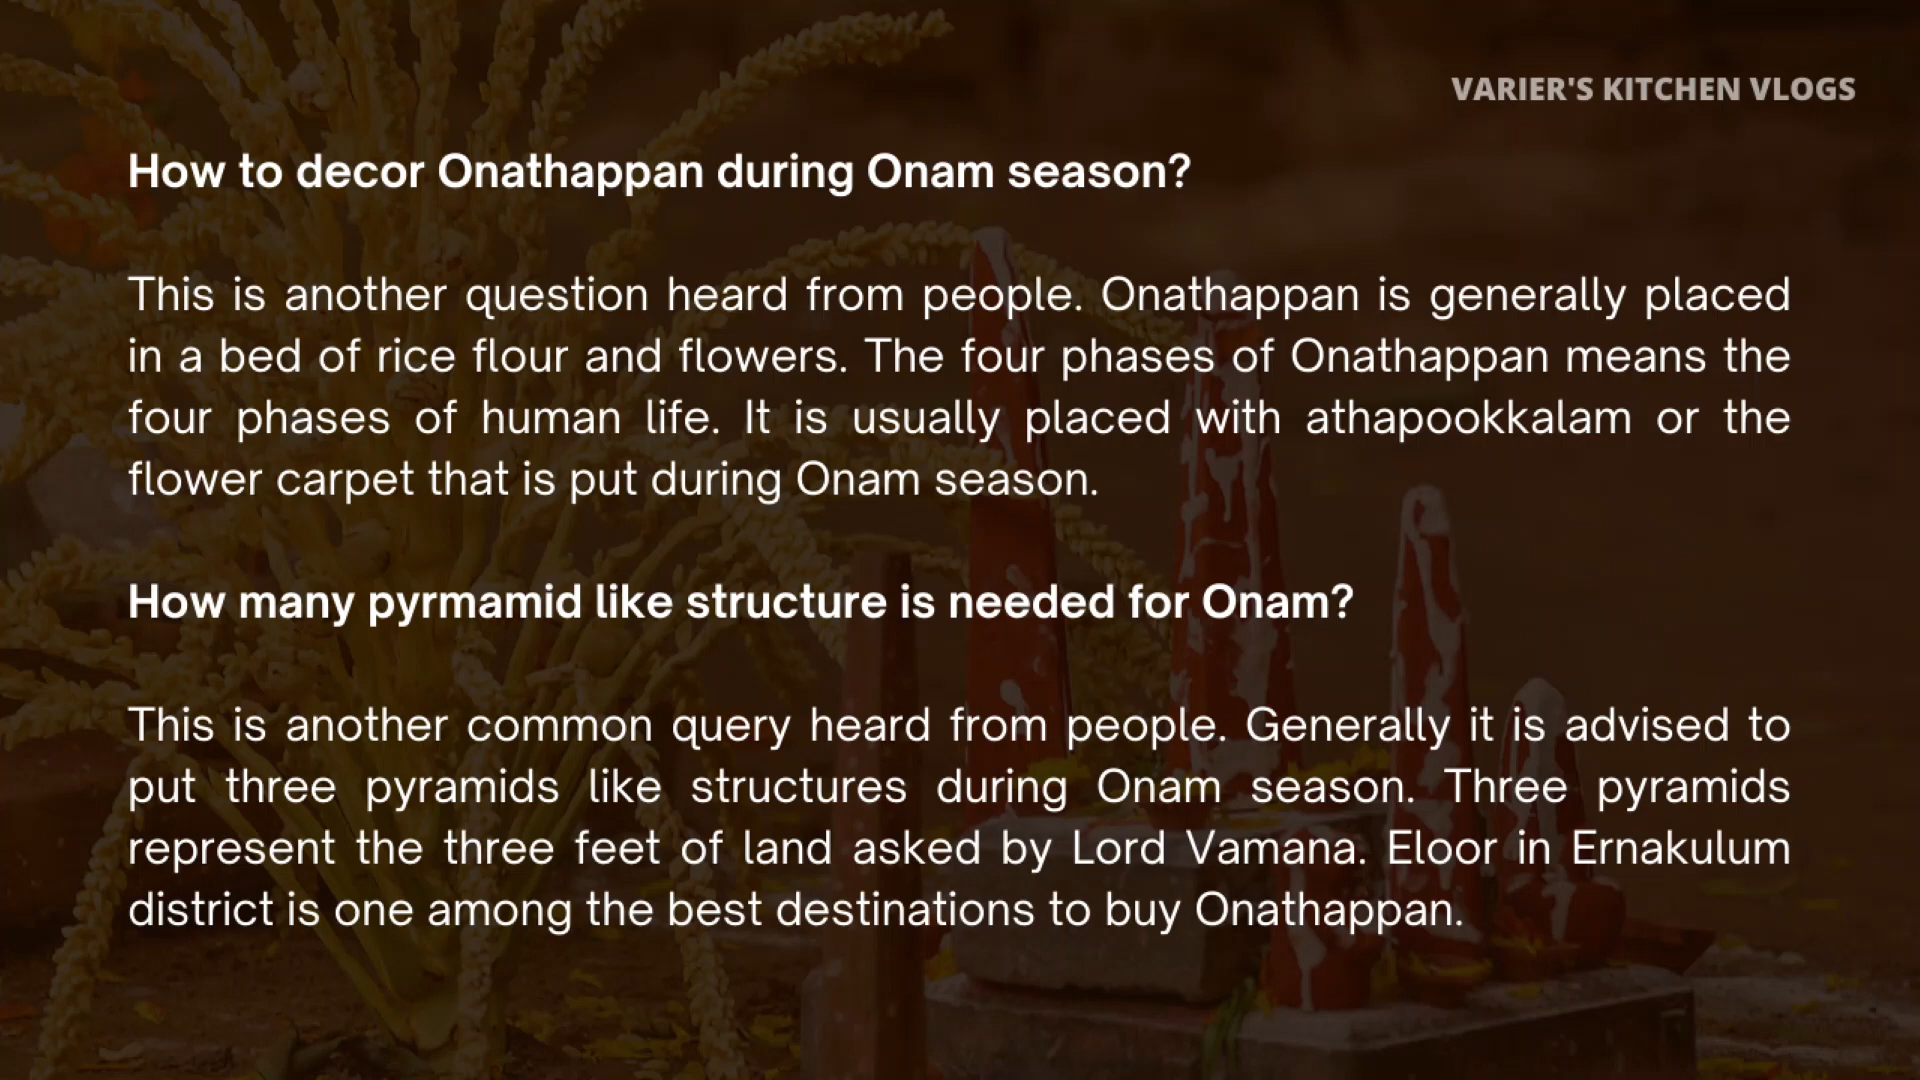 VARIER'S KITCHEN VLOGS
How to decor Onathappan during Onam season?
This is another question heard from people. Onathappan is generally placed
in a bed of rice flour and flowers. The four phases of Onathappan means the
four phases of human life. It is usually placed with athapookkalam or the
flower carpet that is put during Onam season.
How many pyrmamid like structure is needed for Onam?
This is another common query heard from people. Generally it is advised to
put three pyramids like structures during Onam season. Three pyramids
represent the three feet of land asked by Lord Vamana. Eloor in Ernakulum
district is one among the best destinations to buy Onathappan.